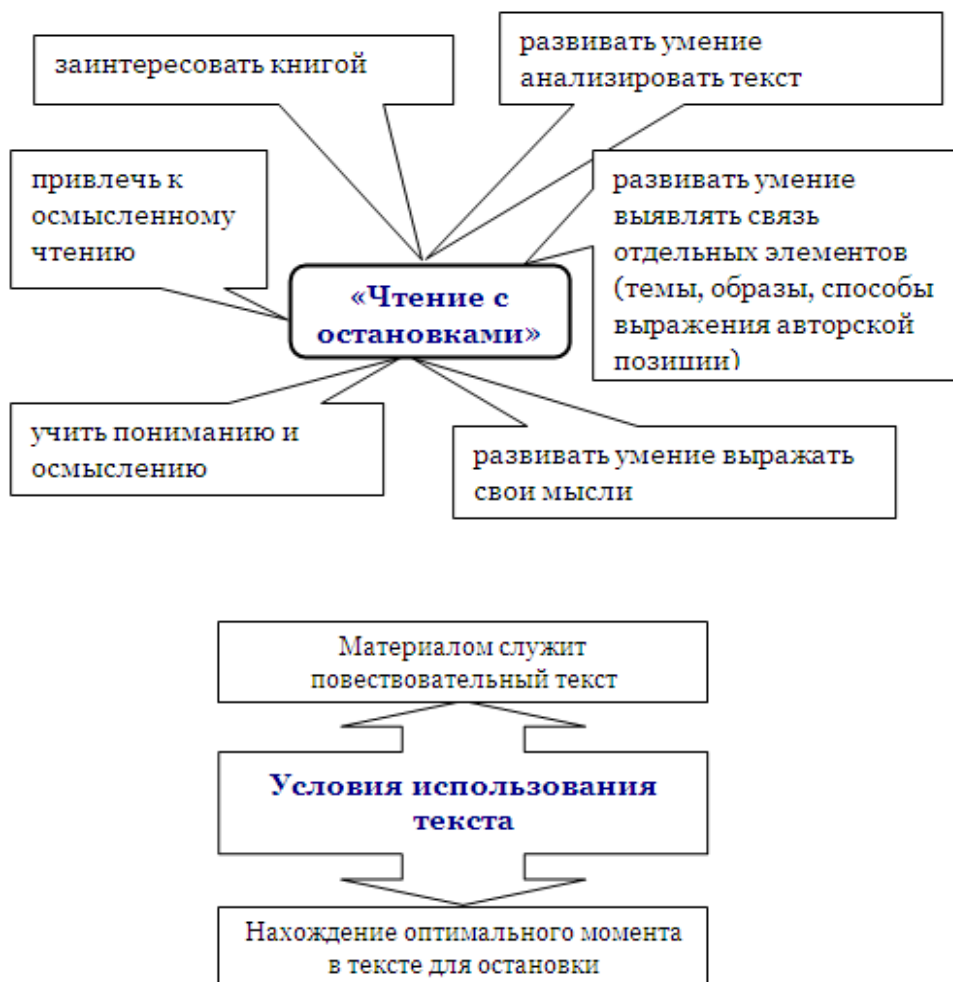 заинтересовать книгой
развивать умение
анализировать текст
привлечь к
осмысленному
чтению
развивать умение
выявлять связь
отдельных элементов
(темы, образы, способы
выражения авторской
позиции)
«Чтение с
остановками»
учить пониманию и
осмыслению
развивать умение выражать
свои мысли
Материалом служит
повествовательный текст
Условия использования
текста
Нахождение оптимального момента
в тексте для остановки